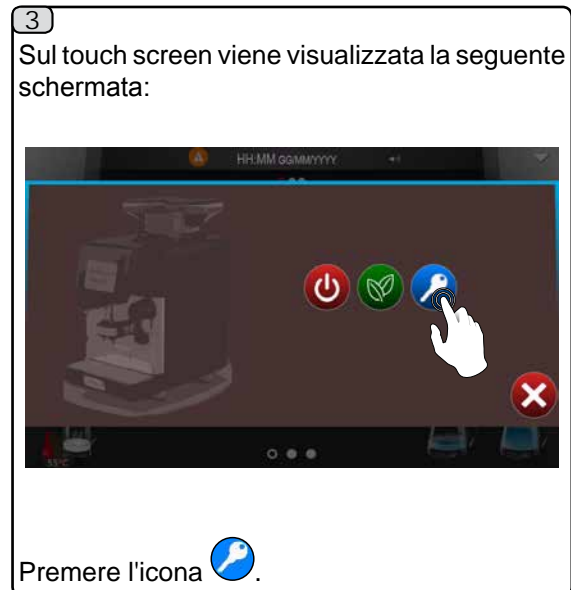 3
Sul touch screen viene visualizzata la seguente
schermata:
A HH:MM GG/MM/YYYY
55°C
Premere l'icona .